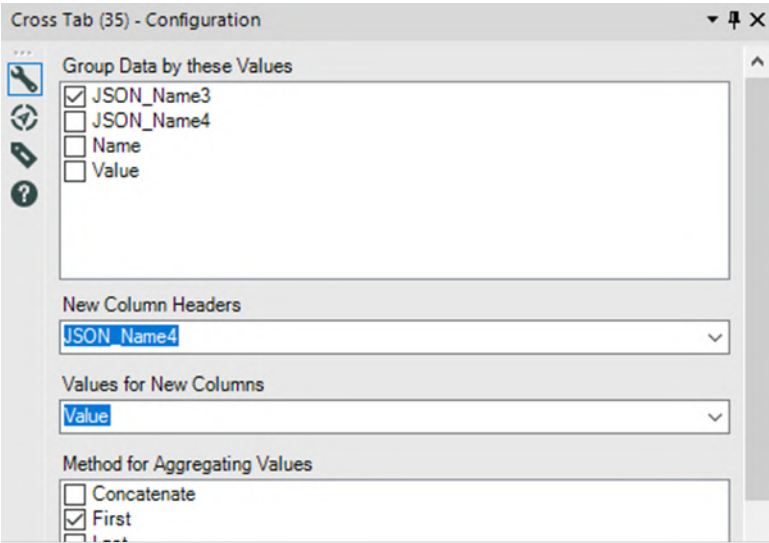 Cross Tab (35) - Configuration
Group Data by these Values
JSON_Name3
JSON_Name4
Name
Value
New Column Headers
JSON_Name4
Values for New Columns
Value
Method for Aggregating Values
Concatenate
First